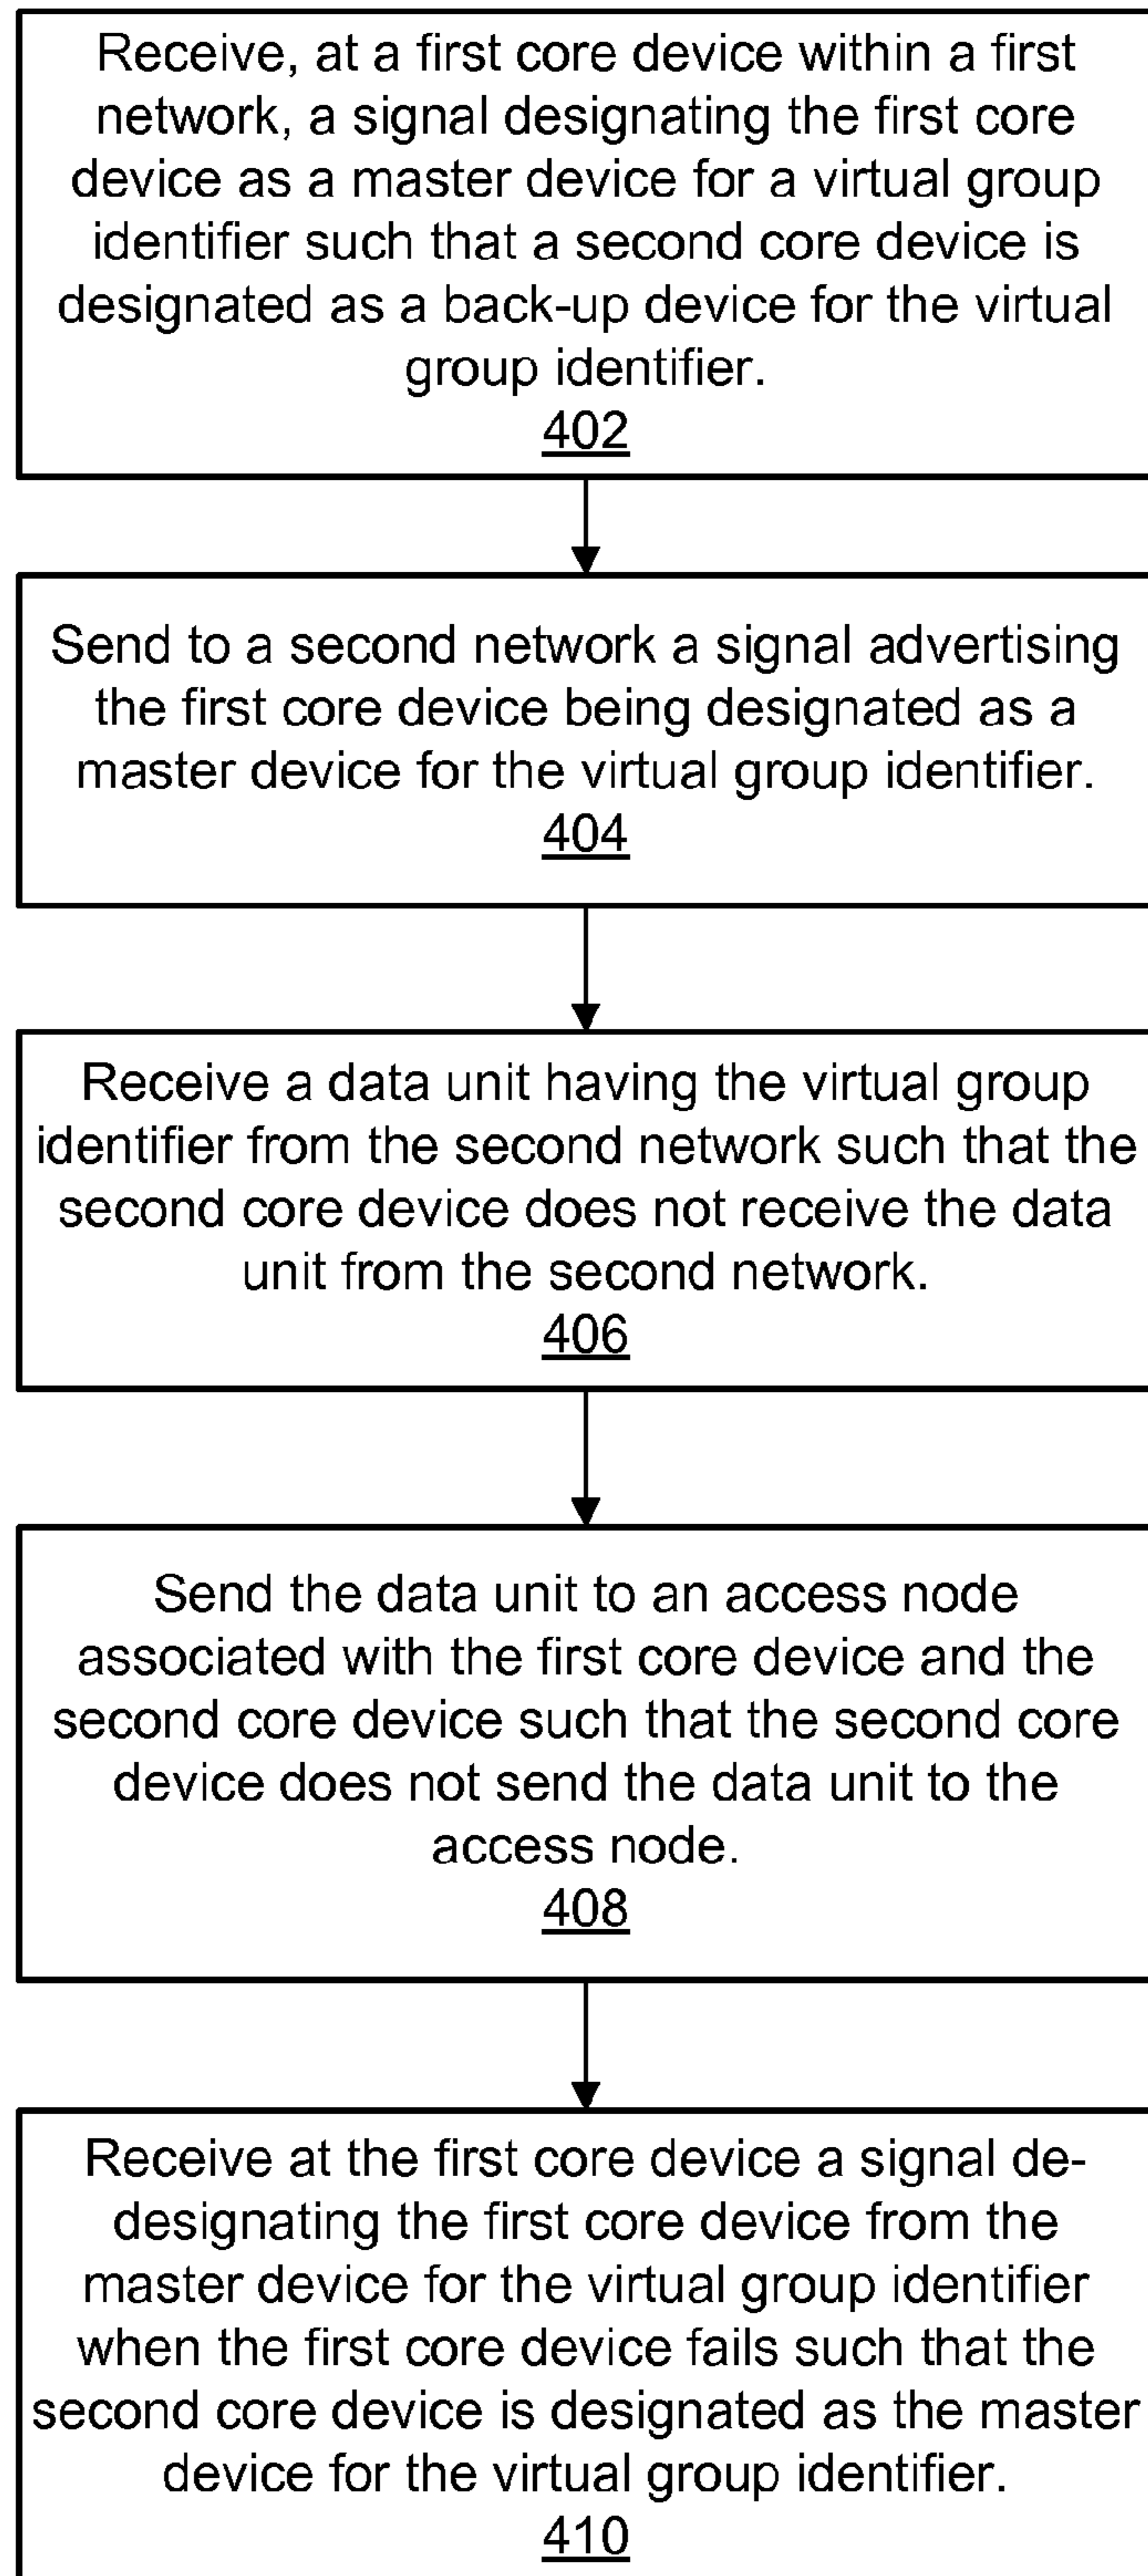 Receive, at a first core device within a first
network, a signal designating the first core
device as a master device for a virtual group
identifier such that a second core device is
designated as a back-up device for the virtual
group identifier.
402
Send to a second network a signal advertising
the first core device being designated as a
master device for the virtual group identifier.
404
Receive a data unit having the virtual group
identifier from the second network such that the
second core device does not receive the data
unit from the second network.
406
Send the data unit to an access node
associated with the first core device and the
second core device such that the second core
device does not send the data unit to the
access node.
408
Receive at the first core device a signal de-
designating the first core device from the
master device for the virtual group identifier
when the first core device fails such that the
second core device is designated as the master
device for the virtual group identifier.
410